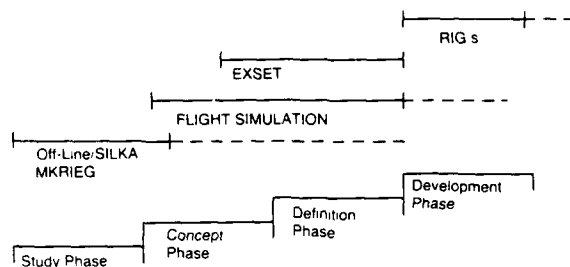 RIG s
EXSET
FLIGHT SIMULATION
Off-Line/SILKA
MKRIEG
Development
Phase
Definition
Phase
Concept
Phase
Study Phase